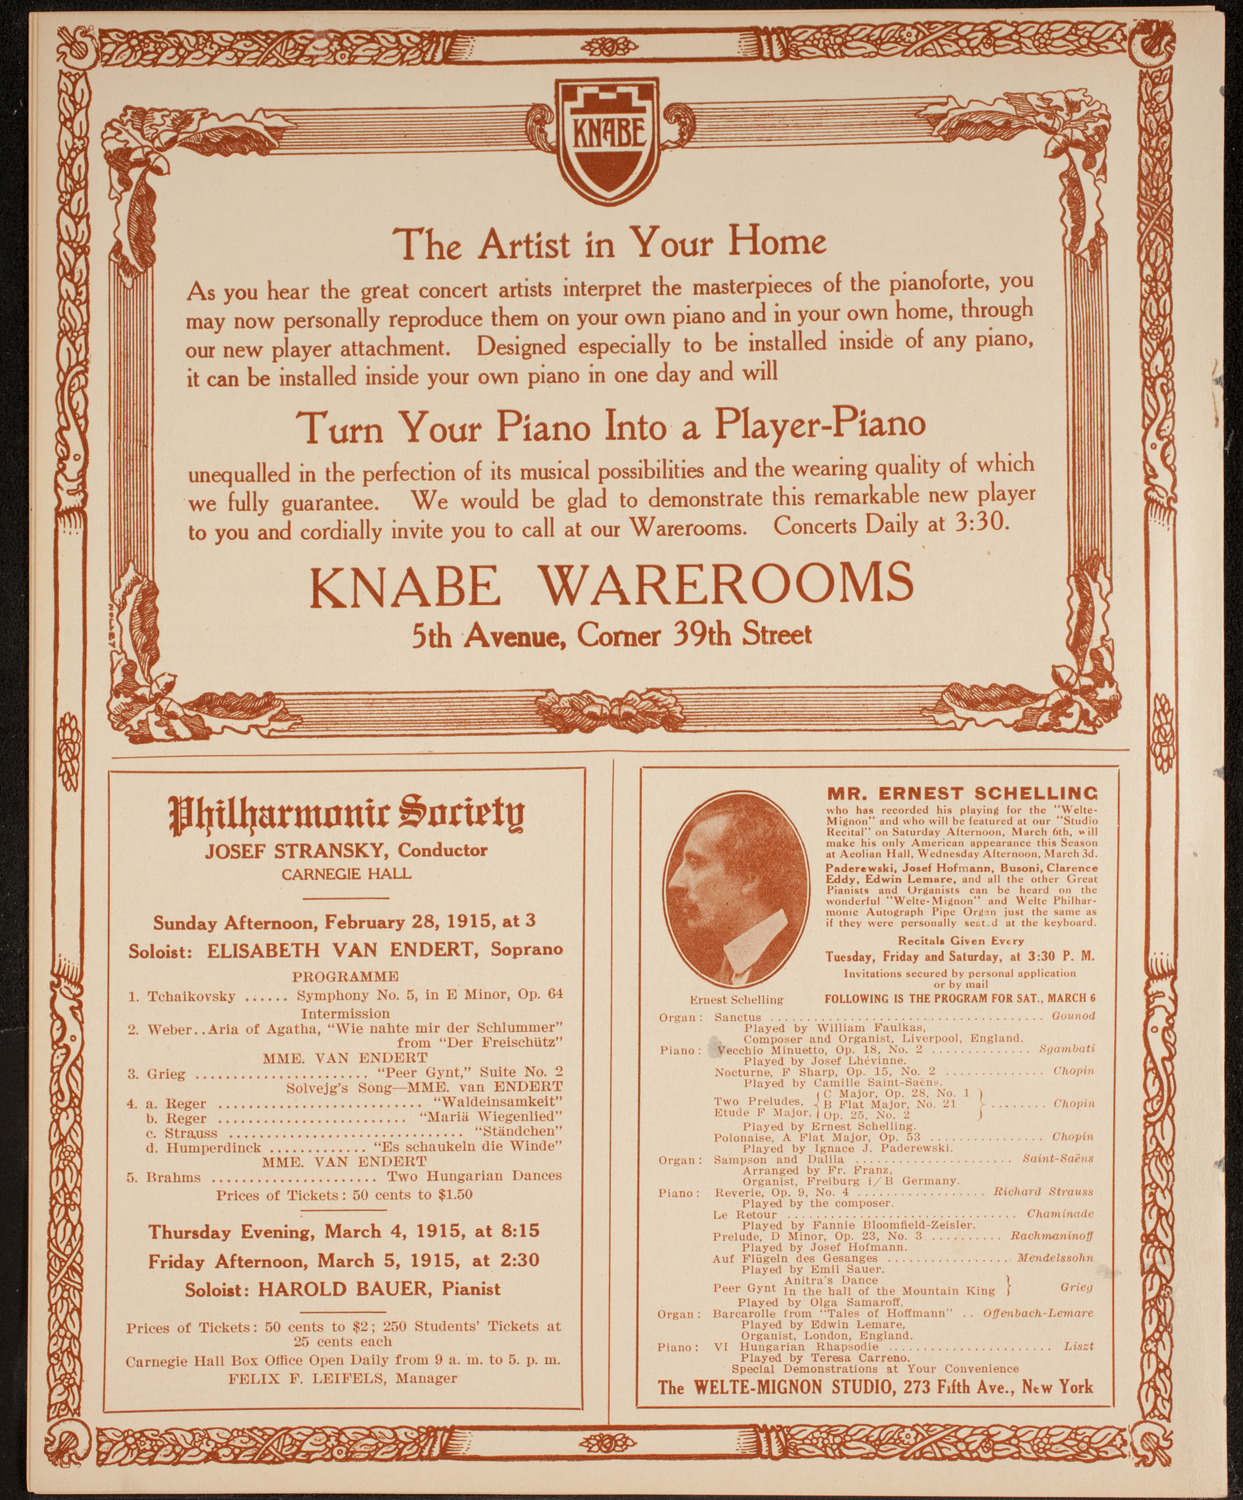 KNABE
The Artist in Your Home
As you hear the great concert artists interpret the masterpieces of the pianoforte, you
may now personally reproduce them on your own piano and in your own home, through
our new player attachment. Designed especially to be installed inside of any piano,
it can be installed inside your own piano in one day and will
Turn Your Piano Into a Player-Piano
unequalled in the perfection of its musical possibilities and the wearing quality of which
we fully guarantee. We would be glad to demonstrate this remarkable new player
to you and cordially invite you to call at our Warerooms. Concerts Daily at 3:30.
KNABE WAREROOMS
5th Avenue, Corner 39th Street
Philharmonic Society
JOSEF STRANSKY, Conductor
CARNEGIE HALL
Sunday Afternoon, February 28, 1915, at 3
Soloist: ELISABETH VAN ENDERT, Soprano
PROGRAMME
1. Tchaikovsky ...... Symphony No. 5, in E Minor, Op. 64
Intermission
2. Weber..Aria of Agatha, "Wie nahte mir der Schlummer"
from "Der Freischütz"
MME. VAN ENDERT
3. Grieg ...................... "Peer Gynt," Suite No. 2
Solvejg's Song—MME. van ENDERT
4. a. Reger .......................... "Waldeinsamkeit"
b. Reger ........................ "Mariä Wiegenlied"
c. Strauss .............................. "Ständchen"
d. Humperdinck ............ "Es schaukeln die Winde"
MME. VAN ENDERT
5. Brahms ..................... Two Hungarian Dances
Prices of Tickets: 50 cents to $1.50
Thursday Evening, March 4, 1915, at 8:15
Friday Afternoon, March 5, 1915, at 2:30
Soloist: HAROLD BAUER, Pianist
Prices of Tickets: 50 cents to $2; 250 Students' Tickets at
25 cents each
Carnegie Hall Box Office Open Daily from 9 a. m. to 5. p. m.
FELIX F. LEIFELS, Manager
MR. ERNEST SCHELLING
who has recorded his playing for the "Welte-
Mignon" and who will be featured at our "Studio
Recital" on Saturday Afternoon, March 6th, will
make his only American appearance this Season
at Aeolian Hall, Wednesday Afternoon, March 3d.
Paderewski, Josef Hofmann, Busoni, Clarence
Eddy, Edwin Lemare, and all the other Great
Pianists and Organists can be heard on the
wonderful "Welte-Mignon" and Welte Philhar-
monic Autograph Pipe Organ just the same as
if they were personally seat.d at the keyboard.
Recitals Given Every
Tuesday, Friday and Saturday, at 3:30 P. M.
Invitations secured by personal application
or by mail
Ernest Schelling
FOLLOWING IS THE PROGRAM FOR SAT., MARCH 6
Organ: Sanctus .................................. Gounod
Played by William Faulkas,
Composer and Organist, Liverpool, England.
Piano: Vecchio Minuetto, Op. 18, No. 2 ............. Sgambati
Played by Josef Lhévinne.
Nocturne, F Sharp, Op. 15, No. 2 ............. Chopin
Played by Camille Saint-Saëns.
Two Preludes, { C Major, Op. 28, No. 1 }
{ B Flat Major, No. 21 } ........ Chopin
Etude F Major, { Op. 25, No. 2 }
Played by Ernest Schelling.
Polonaise, A Flat Major, Op. 53 ............... Chopin
Played by Ignace J. Paderewski.
Organ: Sampson and Dalila .................... Saint-Saëns
Arranged by Fr. Franz,
Organist, Freiburg i/B Germany.
Piano: Reverie, Op. 9, No. 4 ................. Richard Strauss
Played by the composer.
Le Retour ............................. Chaminade
Played by Fannie Bloomfield-Zeisler.
Prelude, D Minor, Op. 23, No. 3 .......... Rachmaninoff
Played by Josef Hofmann.
Auf Flügeln des Gesanges ................ Mendelssohn
Played by Emil Sauer.
Anitra's Dance }
Peer Gynt In the hall of the Mountain King } Grieg
Played by Olga Samaroff.
Organ: Barcarolle from "Tales of Hoffmann" .. Offenbach-Lemare
Played by Edwin Lemare,
Organist, London, England.
Piano: VI Hungarian Rhapsodie ...................... Liszt
Played by Teresa Carreno.
Special Demonstrations at Your Convenience
The WELTE-MIGNON STUDIO, 273 Fifth Ave., New York